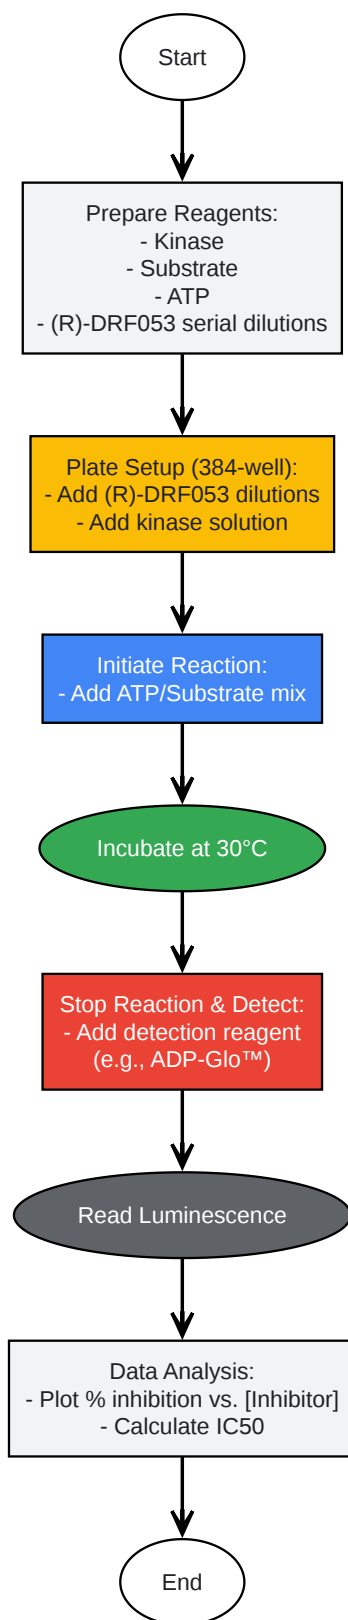 Start
Prepare Reagents:
- Kinase
- Substrate
- ATP
- (R)-DRF053 serial dilutions
Plate Setup (384-well):
- Add (R)-DRF053 dilutions
- Add kinase solution
Initiate Reaction:
- Add ATP/Substrate mix
Incubate at 30°C
Stop Reaction & Detect:
- Add detection reagent
(e.g., ADP-Glo™)
Read Luminescence
Data Analysis:
- Plot % inhibition vs. [Inhibitor]
- Calculate IC50
End